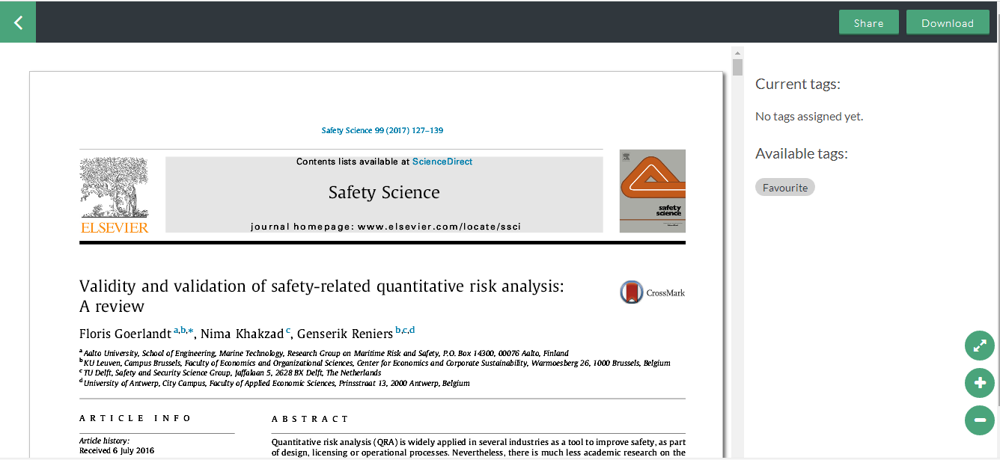 Share
Download
Safety Science 99 (2017) 127–139
Contents lists available at ScienceDirect
Safety Science
journal homepage: www.elsevier.com/locate/ssci
ELSEVIER
safety
science
Validity and validation of safety-related quantitative risk analysis:
A review
CrossMark
Floris Goerlandt a,b,*, Nima Khakzad c, Genserik Reniers b,c,d
a Aalto University, School of Engineering, Marine Technology, Research Group on Maritime Risk and Safety, P.O. Box 14300, 00076 Aalto, Finland
b KU Leuven, Campus Brussels, Faculty of Economics and Organizational Sciences, Center for Economics and Corporate Sustainability, Warmoesberg 26, 1000 Brussels, Belgium
c TU Delft, Safety and Security Science Group, Jaffalaan 5, 2628 BX Delft, The Netherlands
d University of Antwerp, City Campus, Faculty of Applied Economic Sciences, Prinsstraat 13, 2000 Antwerp, Belgium
ARTICLE INFO
Article history:
Received 6 July 2016
ABSTRACT
Quantitative risk analysis (QRA) is widely applied in several industries as a tool to improve safety, as part
of design, licensing or operational processes. Nevertheless, there is much less academic research on the
Current tags:
No tags assigned yet.
Available tags:
Favourite